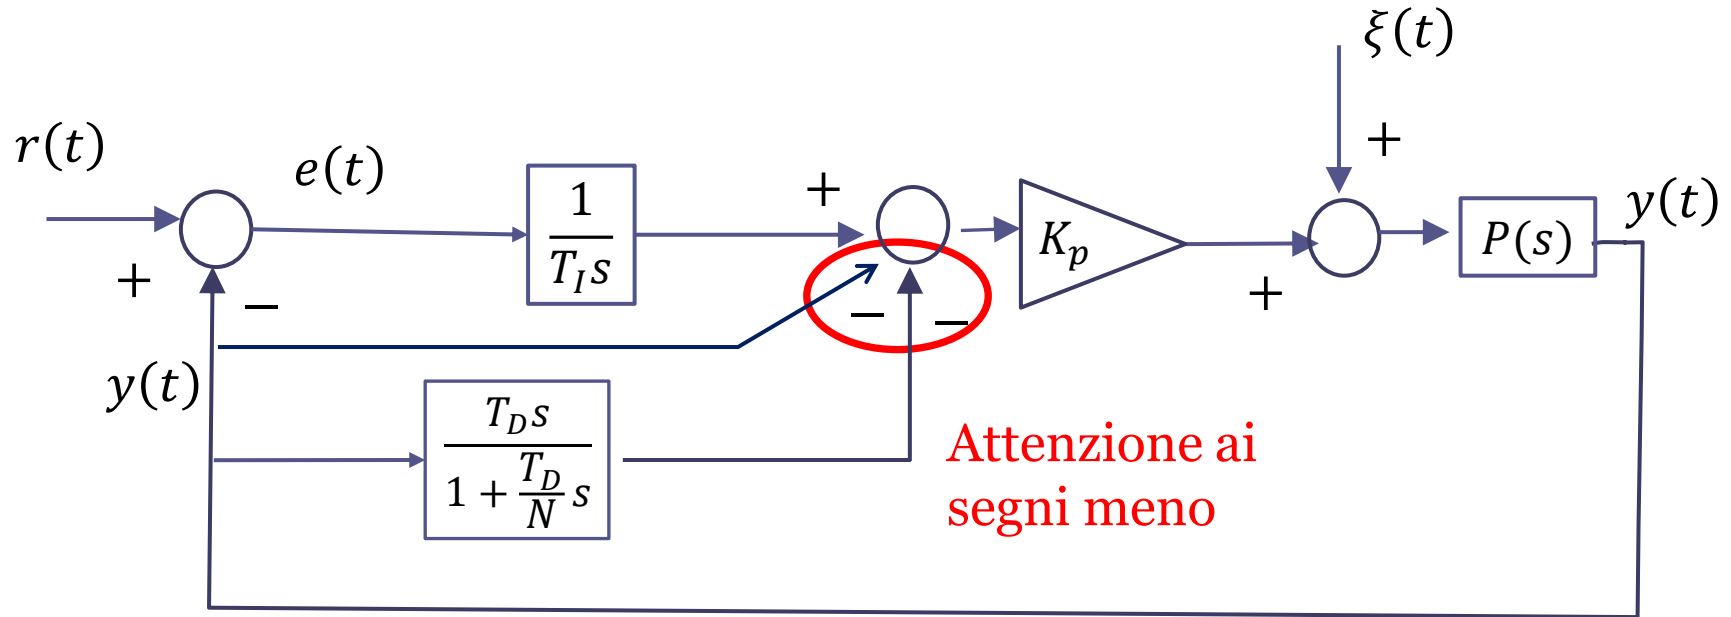 ξ(t)
r(t)
+
e(t)
1
T_I s
+
K_p
+
P(s)
y(t)
+
−
−
−
+
y(t)
T_D s
1 + T_D/N s
Attenzione ai
segni meno